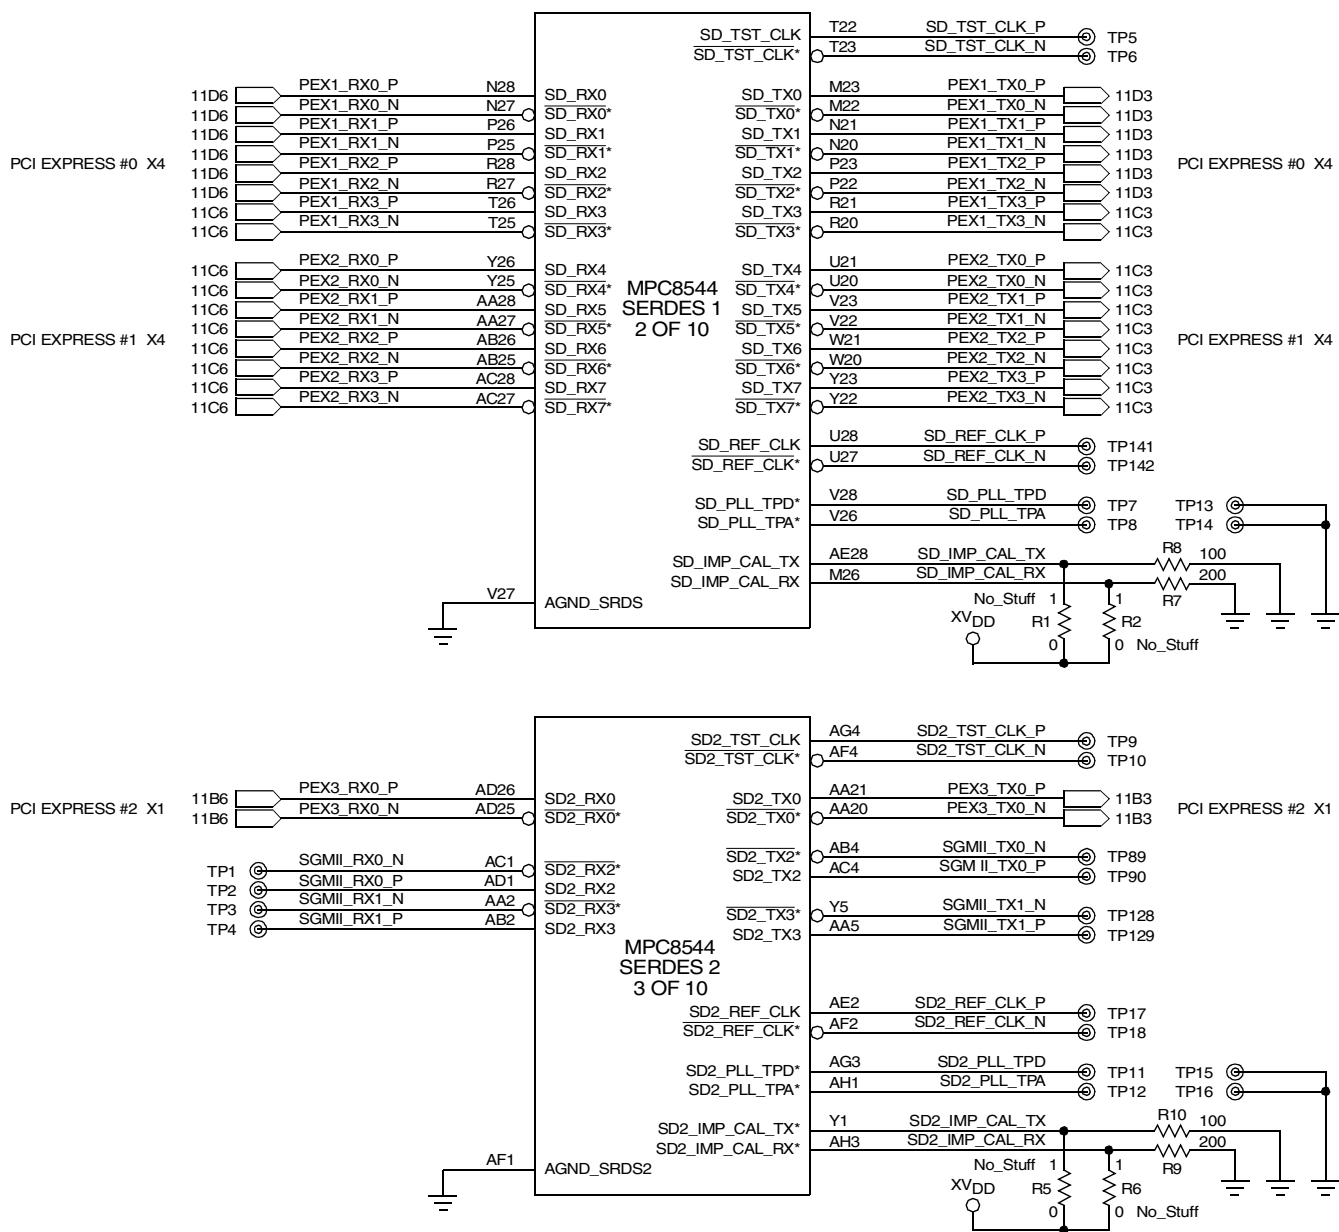 SD_TST_CLK T22 SD_TST_CLK_P TP5
SD_TST_CLK* T23 SD_TST_CLK_N TP6
11D6 PEX1_RX0_P N28 SD_RX0 SD_TX0 M23 PEX1_TX0_P 11D3
11D6 PEX1_RX0_N N27 SD_RX0* SD_TX0* M22 PEX1_TX0_N 11D3
11D6 PEX1_RX1_P P26 SD_RX1 SD_TX1 N21 PEX1_TX1_P 11D3
11D6 PEX1_RX1_N P25 SD_RX1* SD_TX1* N20 PEX1_TX1_N 11D3
PCI EXPRESS #0 X4 PCI EXPRESS #0 X4
11D6 PEX1_RX2_P R28 SD_RX2 SD_TX2 P23 PEX1_TX2_P 11D3
11D6 PEX1_RX2_N R27 SD_RX2* SD_TX2* P22 PEX1_TX2_N 11D3
11C6 PEX1_RX3_P T26 SD_RX3 SD_TX3 R21 PEX1_TX3_P 11C3
11C6 PEX1_RX3_N T25 SD_RX3* SD_TX3* R20 PEX1_TX3_N 11C3
11C6 PEX2_RX0_P Y26 SD_RX4 SD_TX4 U21 PEX2_TX0_P 11C3
11C6 PEX2_RX0_N Y25 SD_RX4* MPC8544 SD_TX4* U20 PEX2_TX0_N 11C3
11C6 PEX2_RX1_P AA28 SD_RX5 SERDES 1 SD_TX5 V23 PEX2_TX1_P 11C3
11C6 PEX2_RX1_N AA27 SD_RX5* 2 OF 10 SD_TX5* V22 PEX2_TX1_N 11C3
PCI EXPRESS #1 X4 PCI EXPRESS #1 X4
11C6 PEX2_RX2_P AB26 SD_RX6 SD_TX6 W21 PEX2_TX2_P 11C3
11C6 PEX2_RX2_N AB25 SD_RX6* SD_TX6* W20 PEX2_TX2_N 11C3
11C6 PEX2_RX3_P AC28 SD_RX7 SD_TX7 Y23 PEX2_TX3_P 11C3
11C6 PEX2_RX3_N AC27 SD_RX7* SD_TX7* Y22 PEX2_TX3_N 11C3
SD_REF_CLK U28 SD_REF_CLK_P TP141
SD_REF_CLK* U27 SD_REF_CLK_N TP142
SD_PLL_TPD* V28 SD_PLL_TPD TP7 TP13
SD_PLL_TPA* V26 SD_PLL_TPA TP8 TP14
SD_IMP_CAL_TX AE28 SD_IMP_CAL_TX R8 100
SD_IMP_CAL_RX M26 SD_IMP_CAL_RX 200
R7
V27 AGND_SRDS No_Stuff 1 1
XVDD R1 R2
0 0 No_Stuff
SD2_TST_CLK AG4 SD2_TST_CLK_P TP9
SD2_TST_CLK* AF4 SD2_TST_CLK_N TP10
11B6 PEX3_RX0_P AD26 SD2_RX0 SD2_TX0 AA21 PEX3_TX0_P 11B3
PCI EXPRESS #2 X1 PCI EXPRESS #2 X1
11B6 PEX3_RX0_N AD25 SD2_RX0* SD2_TX0* AA20 PEX3_TX0_N 11B3
SD2_TX2* AB4 SGMII_TX0_N TP89
TP1 SGMII_RX0_N AC1 SD2_RX2* SD2_TX2 AC4 SGM II_TX0_P TP90
TP2 SGMII_RX0_P AD1 SD2_RX2
TP3 SGMII_RX1_N AA2 SD2_RX3* SD2_TX3* Y5 SGMII_TX1_N TP128
TP4 SGMII_RX1_P AB2 SD2_RX3 SD2_TX3 AA5 SGMII_TX1_P TP129
MPC8544
SERDES 2
3 OF 10
SD2_REF_CLK AE2 SD2_REF_CLK_P TP17
SD2_REF_CLK* AF2 SD2_REF_CLK_N TP18
SD2_PLL_TPD* AG3 SD2_PLL_TPD TP11 TP15
SD2_PLL_TPA* AH1 SD2_PLL_TPA TP12 TP16
SD2_IMP_CAL_TX* Y1 SD2_IMP_CAL_TX R10 100
SD2_IMP_CAL_RX* AH3 SD2_IMP_CAL_RX 200
R9
AF1 AGND_SRDS2 No_Stuff 1 1
XVDD R5 R6
0 0 No_Stuff